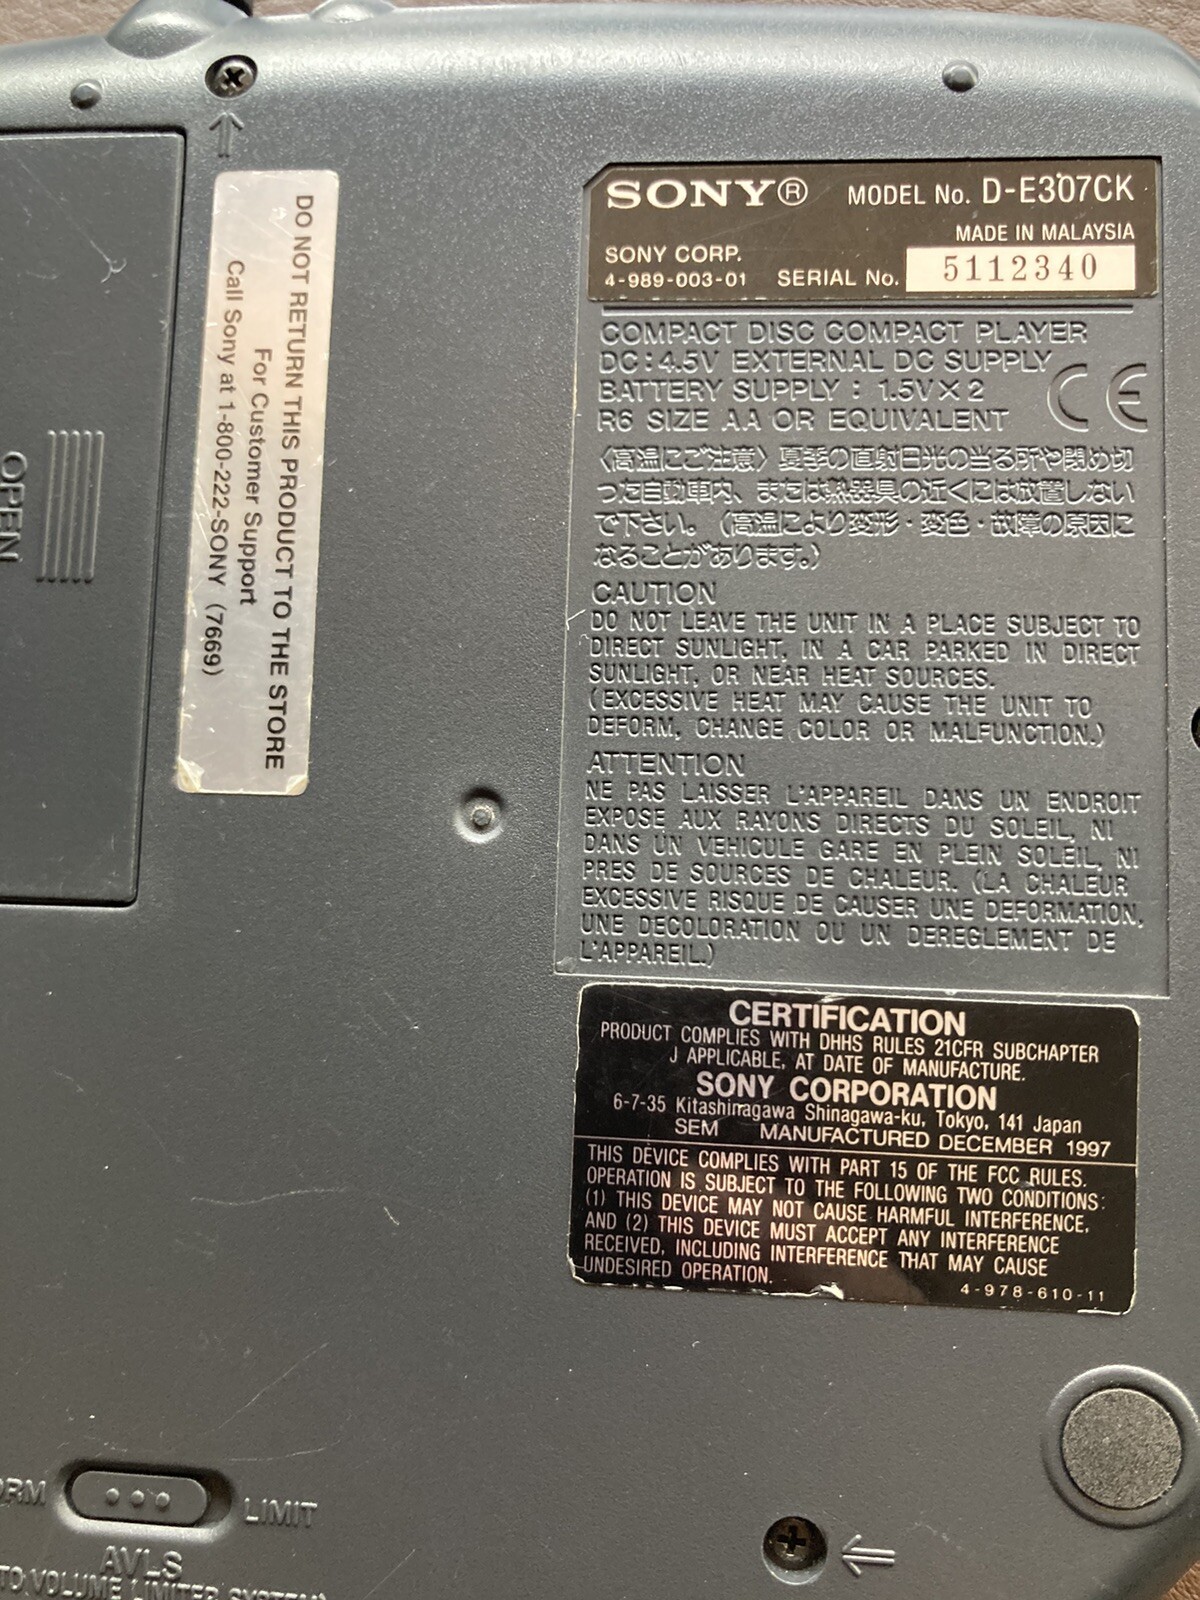 SONY® MODEL No. D-E307CK
MADE IN MALAYSIA
SONY CORP.
4-989-003-01 SERIAL No. 5112340
COMPACT DISC COMPACT PLAYER
DC : 4.5V EXTERNAL DC SUPPLY
BATTERY SUPPLY : 1.5V×2
R6 SIZE AA OR EQUIVALENT
CE
〈高温にご注意〉夏季の直射日光の当る所や閉め切
った自動車内、または熱器具の近くには放置しない
で下さい。(高温により変形・変色・故障の原因に
なることがあります。)
CAUTION
DO NOT LEAVE THE UNIT IN A PLACE SUBJECT TO
DIRECT SUNLIGHT, IN A CAR PARKED IN DIRECT
SUNLIGHT, OR NEAR HEAT SOURCES.
(EXCESSIVE HEAT MAY CAUSE THE UNIT TO
DEFORM, CHANGE COLOR OR MALFUNCTION.)
ATTENTION
NE PAS LAISSER L'APPAREIL DANS UN ENDROIT
EXPOSE AUX RAYONS DIRECTS DU SOLEIL, NI
DANS UN VEHICULE GARE EN PLEIN SOLEIL, NI
PRES DE SOURCES DE CHALEUR. (LA CHALEUR
EXCESSIVE RISQUE DE CAUSER UNE DEFORMATION,
UNE DECOLORATION OU UN DEREGLEMENT DE
L'APPAREIL.)
CERTIFICATION
PRODUCT COMPLIES WITH DHHS RULES 21CFR SUBCHAPTER
J APPLICABLE, AT DATE OF MANUFACTURE.
SONY CORPORATION
6-7-35 Kitashinagawa Shinagawa-ku, Tokyo, 141 Japan
SEM MANUFACTURED DECEMBER 1997
THIS DEVICE COMPLIES WITH PART 15 OF THE FCC RULES.
OPERATION IS SUBJECT TO THE FOLLOWING TWO CONDITIONS:
(1) THIS DEVICE MAY NOT CAUSE HARMFUL INTERFERENCE,
AND (2) THIS DEVICE MUST ACCEPT ANY INTERFERENCE
RECEIVED, INCLUDING INTERFERENCE THAT MAY CAUSE
UNDESIRED OPERATION.
4-978-610-11
DO NOT RETURN THIS PRODUCT TO THE STORE
For Customer Support
Call Sony at 1-800-222-SONY (7669)
OPEN
LIMIT
AVLS
VOLUME LIMITER SYSTEM)